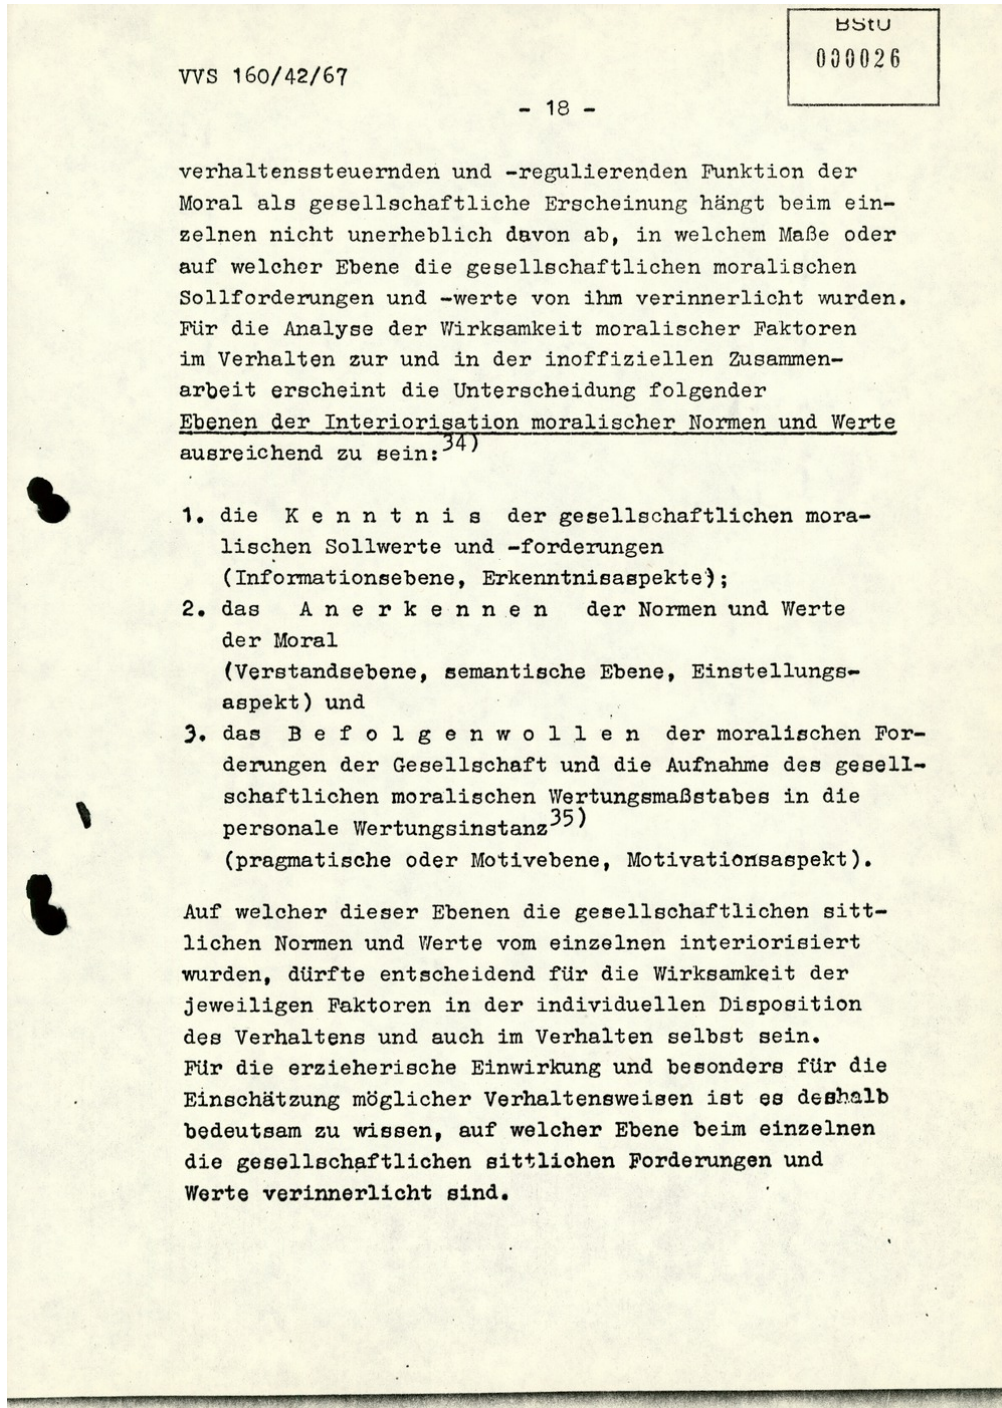 BStU
000026
VVS 160/42/67
- 18 -
verhaltenssteuernden und -regulierenden Funktion der
Moral als gesellschaftliche Erscheinung hängt beim ein-
zelnen nicht unerheblich davon ab, in welchem Maße oder
auf welcher Ebene die gesellschaftlichen moralischen
Sollforderungen und -werte von ihm verinnerlicht wurden.
Für die Analyse der Wirksamkeit moralischer Faktoren
im Verhalten zur und in der inoffiziellen Zusammen-
arbeit erscheint die Unterscheidung folgender
Ebenen der Interiorisation moralischer Normen und Werte
ausreichend zu sein:34)
1. die K e n n t n i s der gesellschaftlichen mora-
lischen Sollwerte und -forderungen
(Informationsebene, Erkenntnisaspekte);
2. das A n e r k e n n e n der Normen und Werte
der Moral
(Verstandsebene, semantische Ebene, Einstellungs-
aspekt) und
3. das B e f o l g e n w o l l e n der moralischen For-
derungen der Gesellschaft und die Aufnahme des gesell-
schaftlichen moralischen Wertungsmaßstabes in die
personale Wertungsinstanz35)
(pragmatische oder Motivebene, Motivationsaspekt).
Auf welcher dieser Ebenen die gesellschaftlichen sitt-
lichen Normen und Werte vom einzelnen interiorisiert
wurden, dürfte entscheidend für die Wirksamkeit der
jeweiligen Faktoren in der individuellen Disposition
des Verhaltens und auch im Verhalten selbst sein.
Für die erzieherische Einwirkung und besonders für die
Einschätzung möglicher Verhaltensweisen ist es deshalb
bedeutsam zu wissen, auf welcher Ebene beim einzelnen
die gesellschaftlichen sittlichen Forderungen und
Werte verinnerlicht sind.